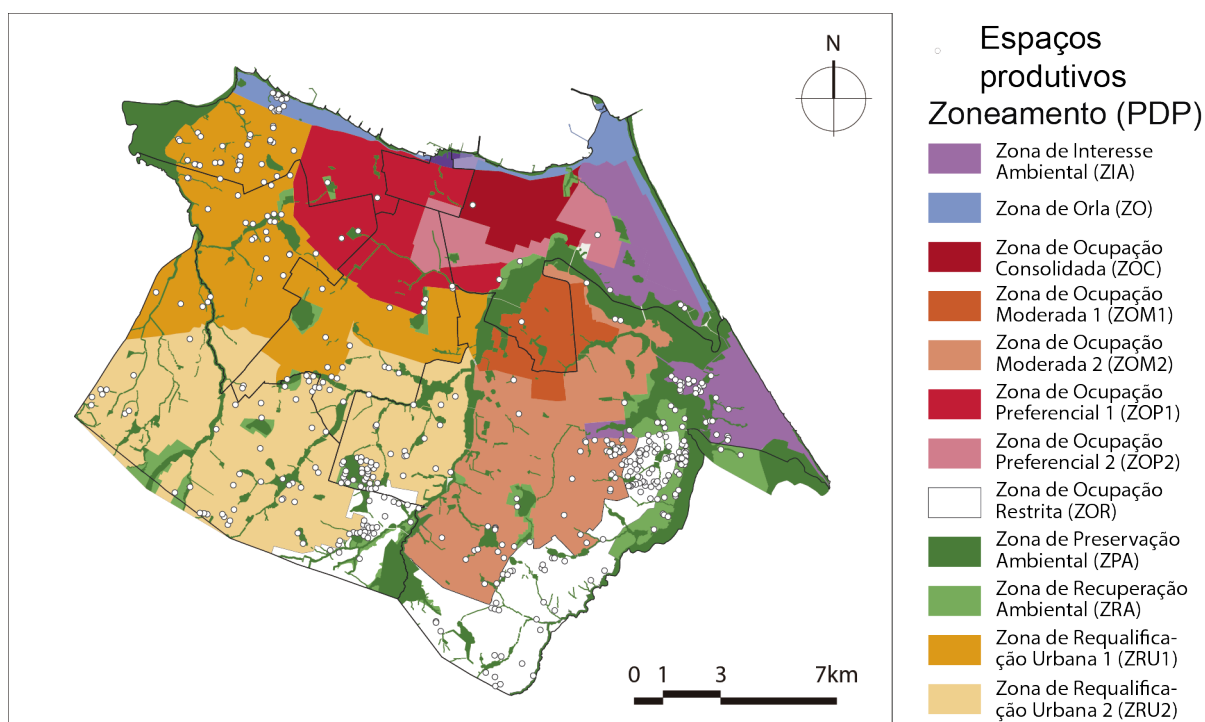 N
0 1 3 7km
Espaços
produtivos
Zoneamento (PDP)
Zona de Interesse
Ambiental (ZIA)
Zona de Orla (ZO)
Zona de Ocupação
Consolidada (ZOC)
Zona de Ocupação
Moderada 1 (ZOM1)
Zona de Ocupação
Moderada 2 (ZOM2)
Zona de Ocupação
Preferencial 1 (ZOP1)
Zona de Ocupação
Preferencial 2 (ZOP2)
Zona de Ocupação
Restrita (ZOR)
Zona de Preservação
Ambiental (ZPA)
Zona de Recuperação
Ambiental (ZRA)
Zona de Requalifica-
ção Urbana 1 (ZRU1)
Zona de Requalifica-
ção Urbana 2 (ZRU2)